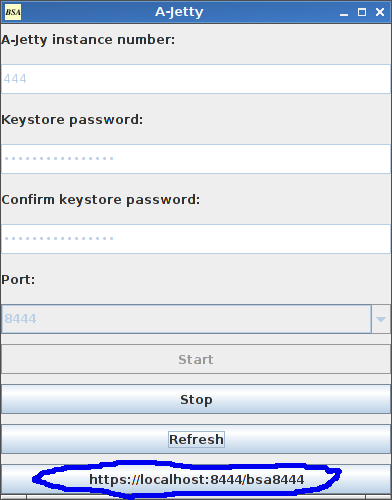 BSA A-Jetty
A-Jetty instance number:
444
Keystore password:
••••••••••••••••
Confirm keystore password:
••••••••••••••••
Port:
8444
Start
Stop
Refresh
https://localhost:8444/bsa8444